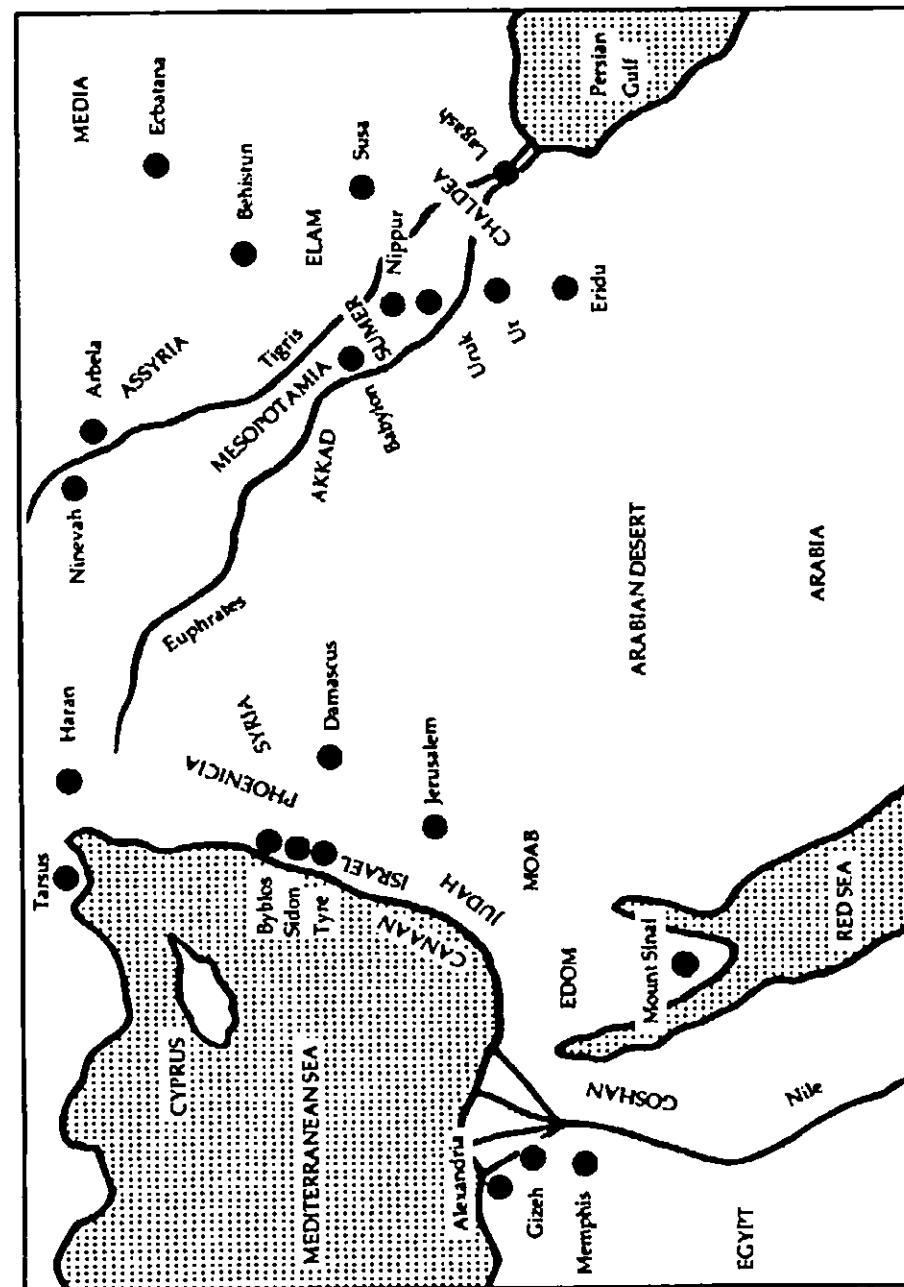 MEDIA
Ecbatana
Behistun
Susa
ELAM
Arbela
ASSYRIA
Ninevah
Tigris
MESOPOTAMIA
SUMER
Nippur
CHALDEA
Lagash
Persian
Gulf
Babylon
AKKAD
Uruk
Ur
Eridu
Euphrates
Haran
Tarsus
SYRIA
Damascus
PHOENICIA
Byblos
Sidon
Tyre
ISRAEL
Jerusalem
JUDAH
CANAAN
MOAB
EDOM
ARABIAN DESERT
ARABIA
CYPRUS
MEDITERRANEAN SEA
Alexandria
Gizeh
Memphis
EGYPT
GOSHAN
Nile
Mount Sinai
RED SEA